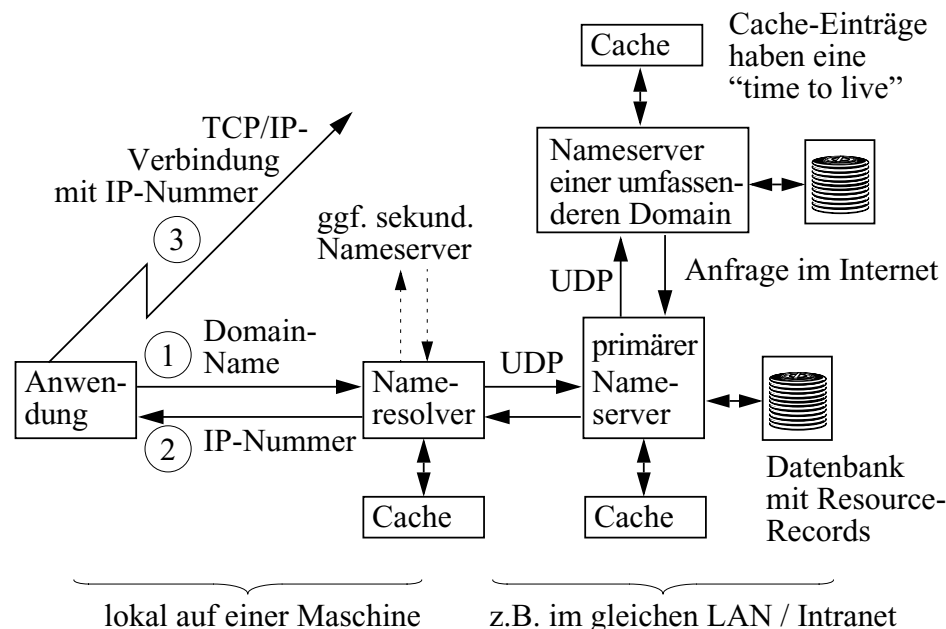 Cache
Cache-Einträge
haben eine
“time to live”
TCP/IP-
Verbindung
mit IP-Nummer
3
ggf. sekund.
Nameserver
Nameserver
einer umfassen-
deren Domain
UDP
Anfrage im Internet
1
Domain-
Name
Anwen-
dung
2
IP-Nummer
Name-
resolver
UDP
primärer
Name-
server
Cache
Cache
Datenbank
mit Resource-
Records
lokal auf einer Maschine
z.B. im gleichen LAN / Intranet